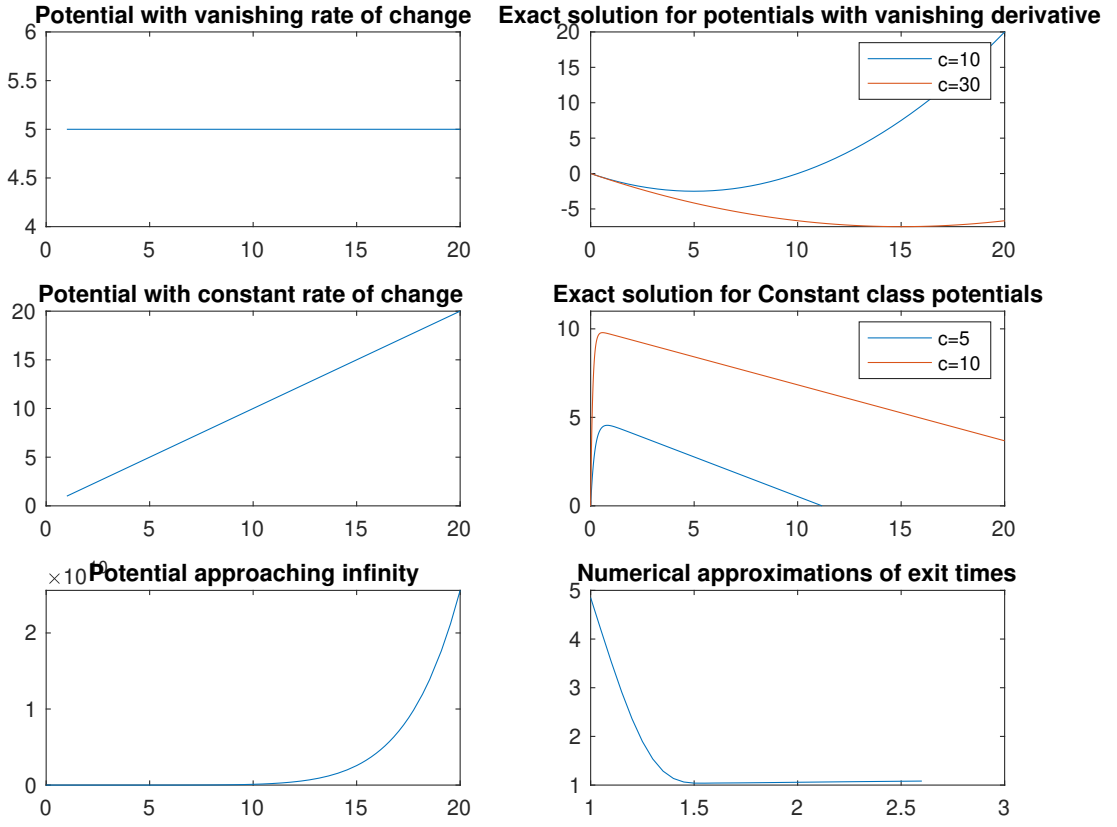 Potential with vanishing rate of change
6
5.5
5
4.5
4
0 5 10 15 20
Exact solution for potentials with vanishing derivative
20
15
10
5
0
-5
0 5 10 15 20
c=10
c=30
Potential with constant rate of change
20
15
10
5
0
0 5 10 15 20
Exact solution for Constant class potentials
10
5
0
0 5 10 15 20
c=5
c=10
×10
Potential approaching infinity
2
1
0
0 5 10 15 20
Numerical approximations of exit times
5
4
3
2
1
1 1.5 2 2.5 3